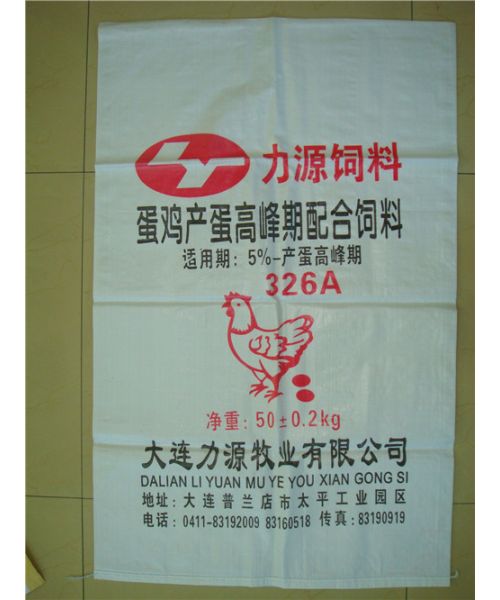 LY 力源饲料
蛋鸡产蛋高峰期配合饲料
适用期: 5%-产蛋高峰期
326A
净重: 50±0.2kg
大连力源牧业有限公司
DALIAN LI YUAN MU YE YOU XIAN GONG SI
地址: 大连普兰店市太平工业园区
电话: 0411-83192009 83160518 传真: 83190919